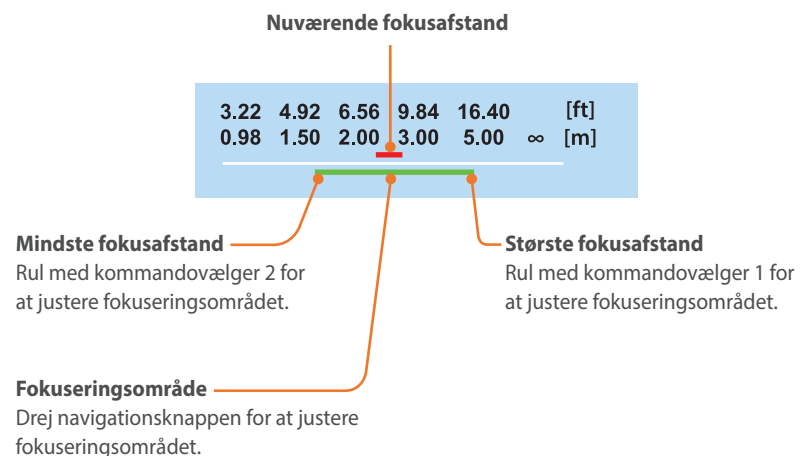 Nuværende fokusafstand
3.22 4.92 6.56 9.84 16.40 [ft]
0.98 1.50 2.00 3.00 5.00 ∞ [m]
Mindste fokusafstand
Rul med kommandovælger 2 for
at justere fokuseringsområdet.
Største fokusafstand
Rul med kommandovælger 1 for
at justere fokuseringsområdet.
Fokuseringsområde
Drej navigationsknappen for at justere
fokuseringsområdet.